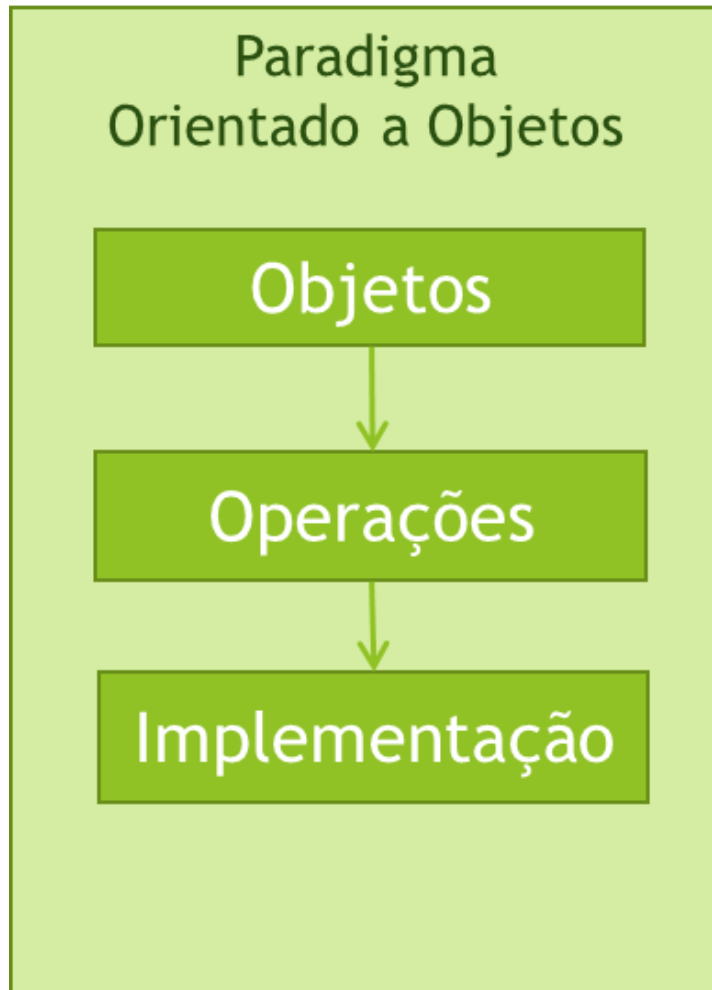 Paradigma
Orientado a Objetos
Objetos
Operações
Implementação